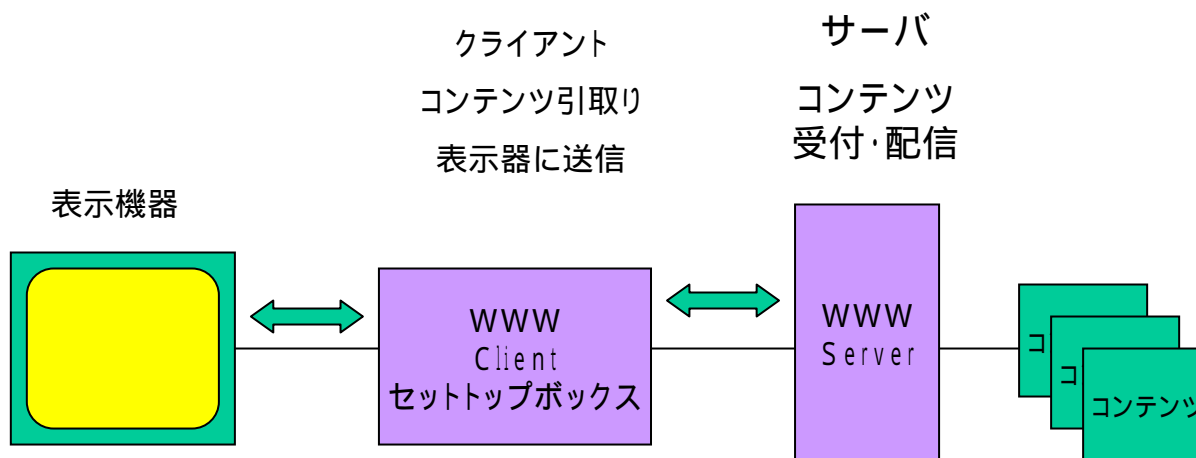 クライアント
コンテンツ引取り
表示器に送信
サーバ
コンテンツ
受付・配信
表示機器
WWW
Client
セットトップボックス
WWW
Server
コ
コ
コンテンツ